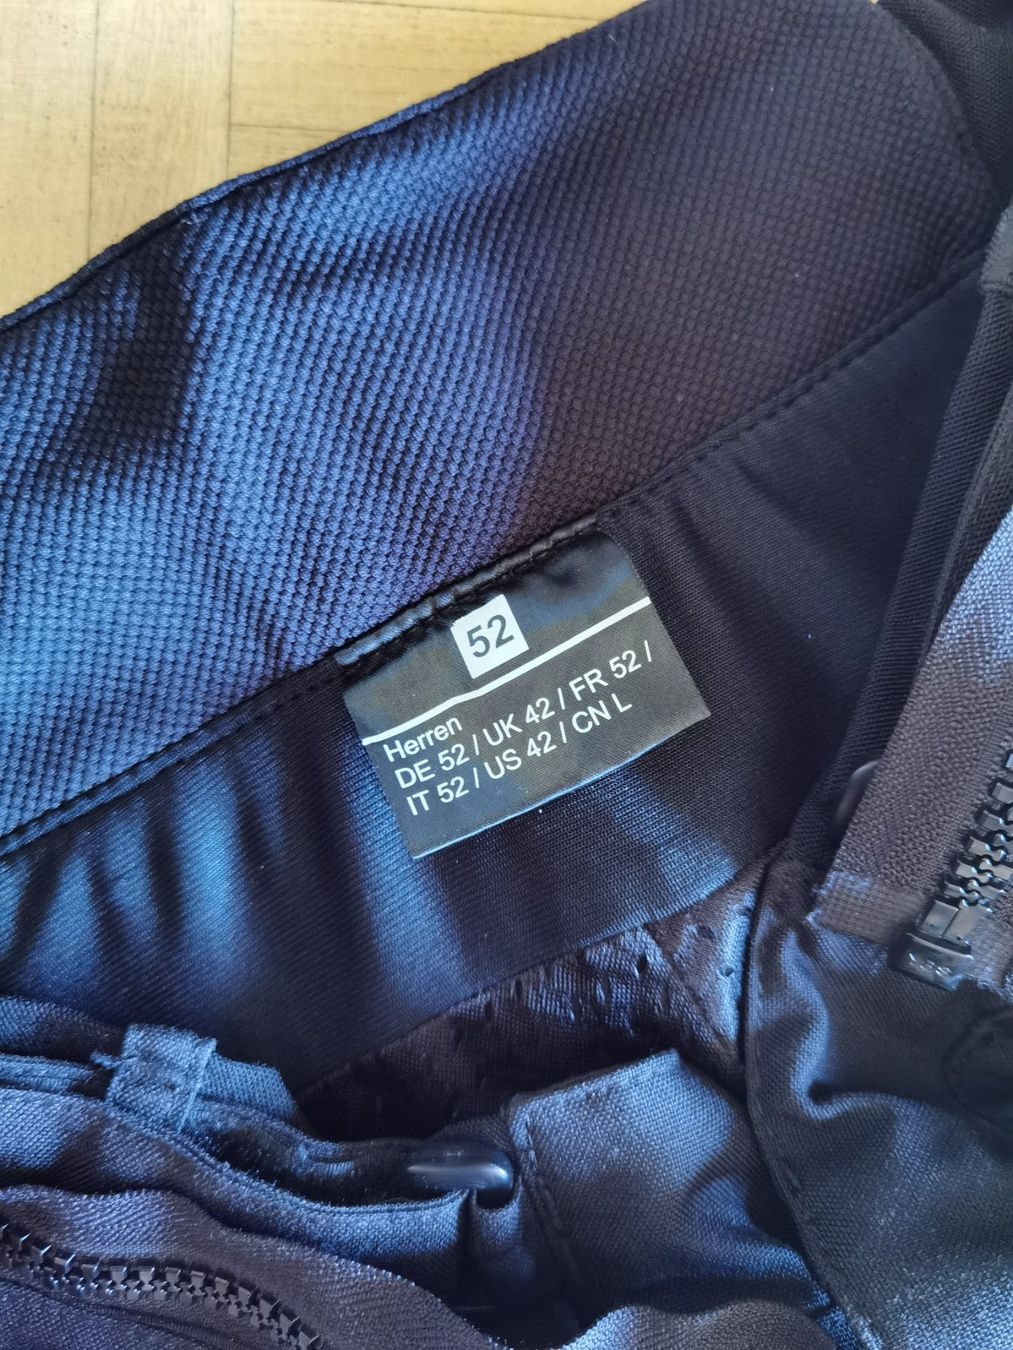 52
Herren
DE 52 / UK 42 / FR 52 /
IT 52 / US 42 / CN L